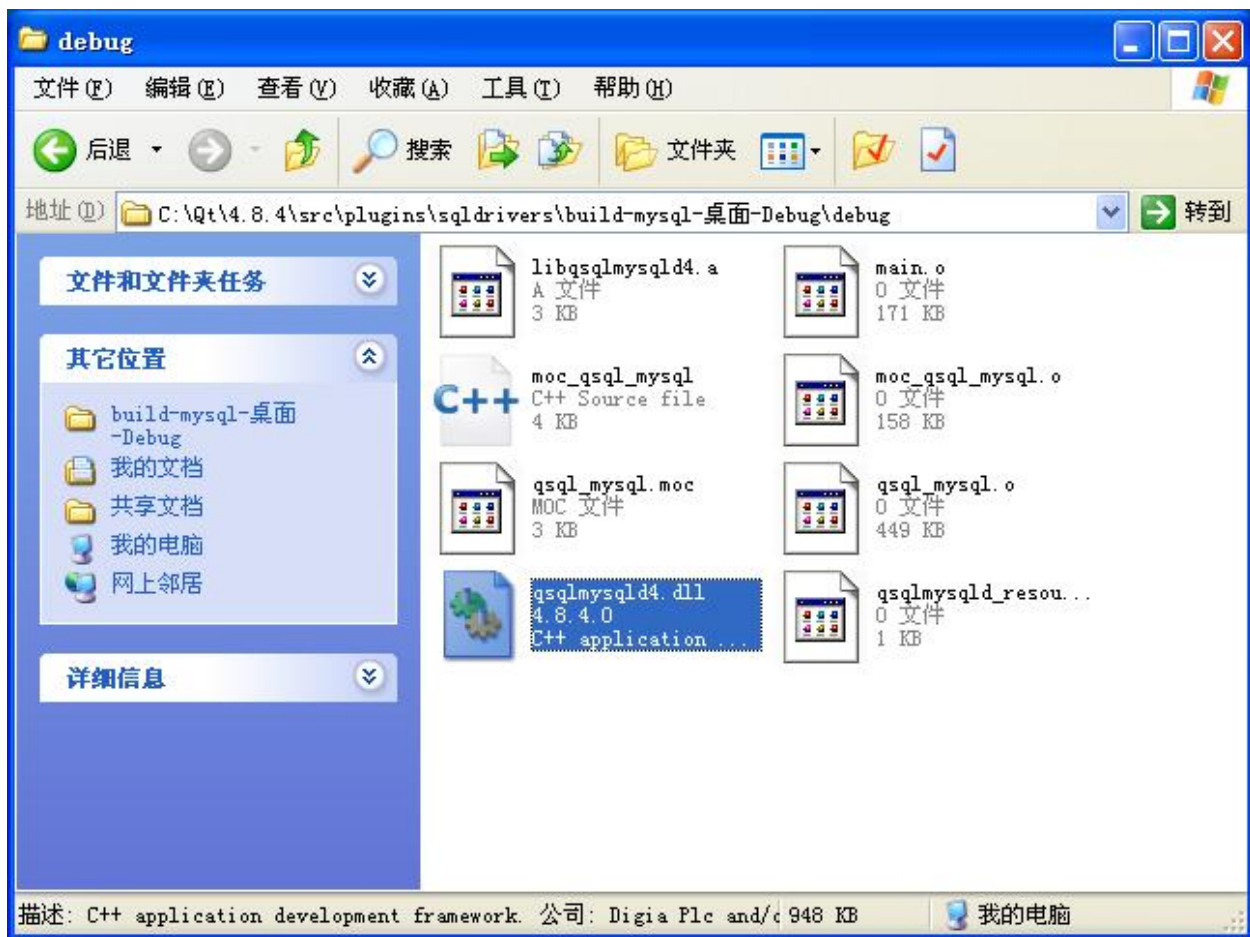 debug
文件(F) 编辑(E) 查看(V) 收藏(A) 工具(T) 帮助(H)
后退 搜索 文件夹
地址(D) C:\Qt\4.8.4\src\plugins\sqldrivers\build-mysql-桌面-Debug\debug 转到
文件和文件夹任务
其它位置
build-mysql-桌面
-Debug
我的文档
共享文档
我的电脑
网上邻居
详细信息
libqsqlmysqld4.a
A 文件
3 KB
main.o
O 文件
171 KB
moc_qsql_mysql
C++ Source file
4 KB
moc_qsql_mysql.o
O 文件
158 KB
qsql_mysql.moc
MOC 文件
3 KB
qsql_mysql.o
O 文件
449 KB
qsqlmysqld4.dll
4.8.4.0
C++ application ...
qsqlmysqld_resou...
O 文件
1 KB
C++
描述: C++ application development framework. 公司: Digia Plc and/ 948 KB 我的电脑